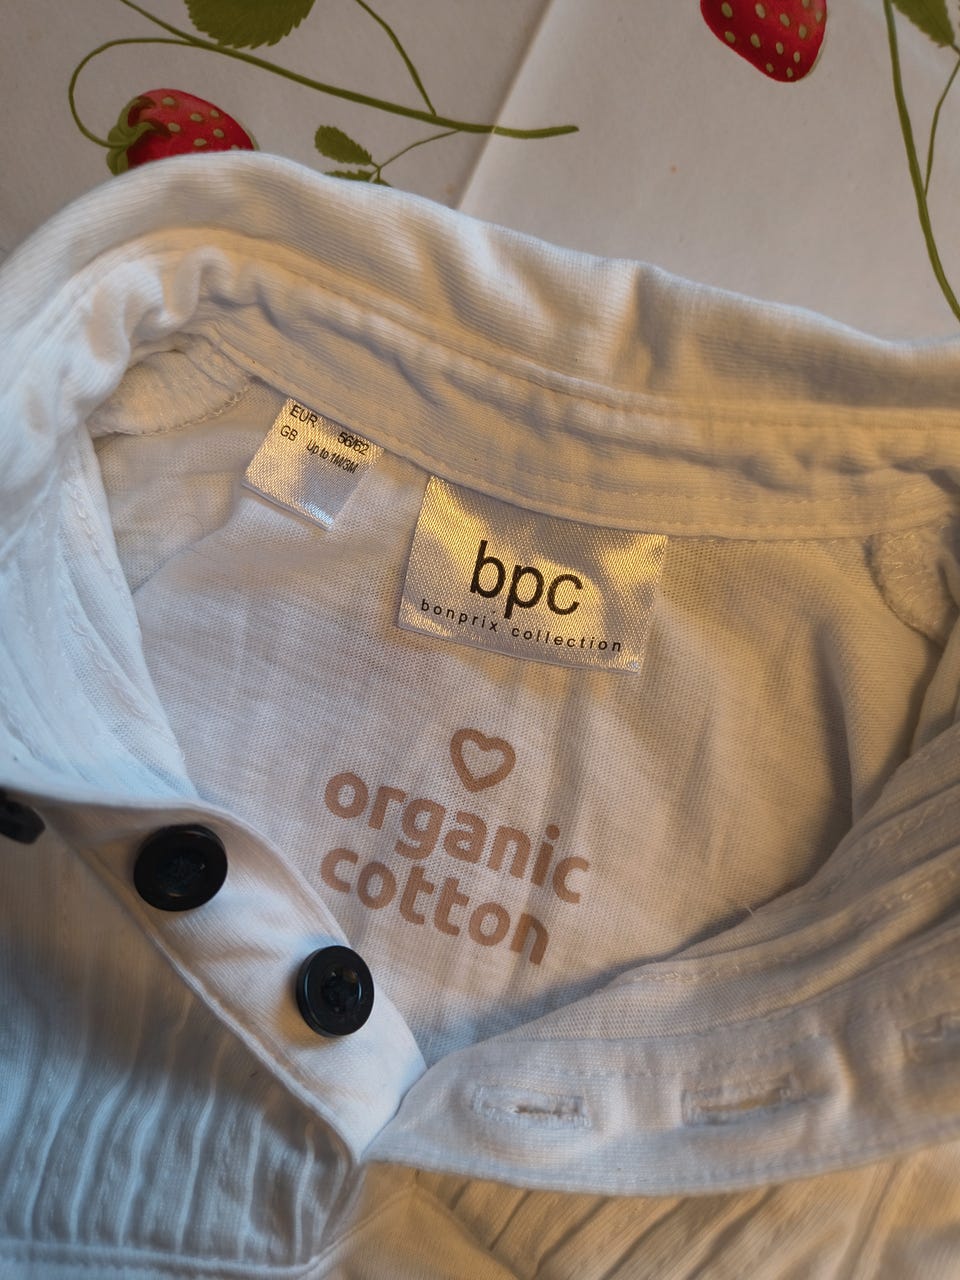 EUR 56/62
GB Up to 1M/3M
bpc
bonprix collection
organic
cotton